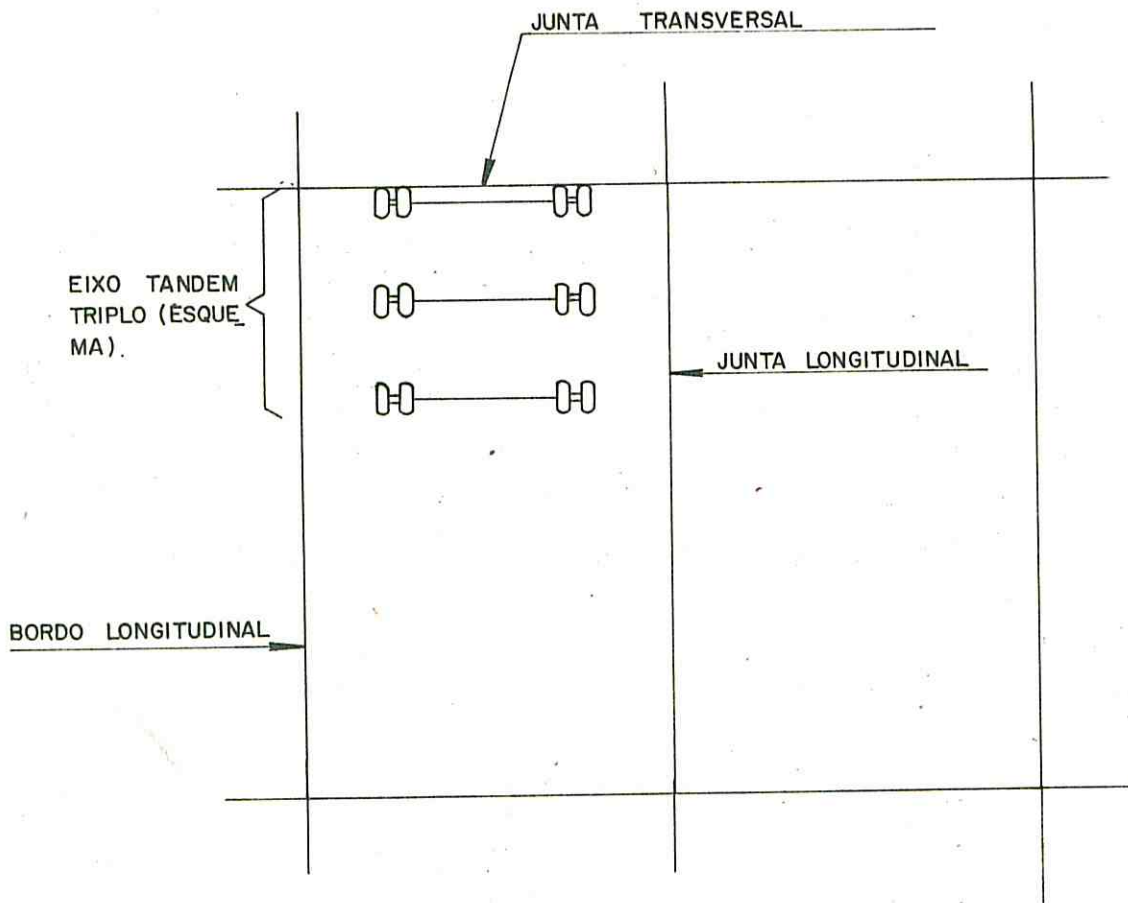 JUNTA TRANSVERSAL
EIXO TANDEM
TRIPLO (ESQUE_
MA).
JUNTA LONGITUDINAL
BORDO LONGITUDINAL